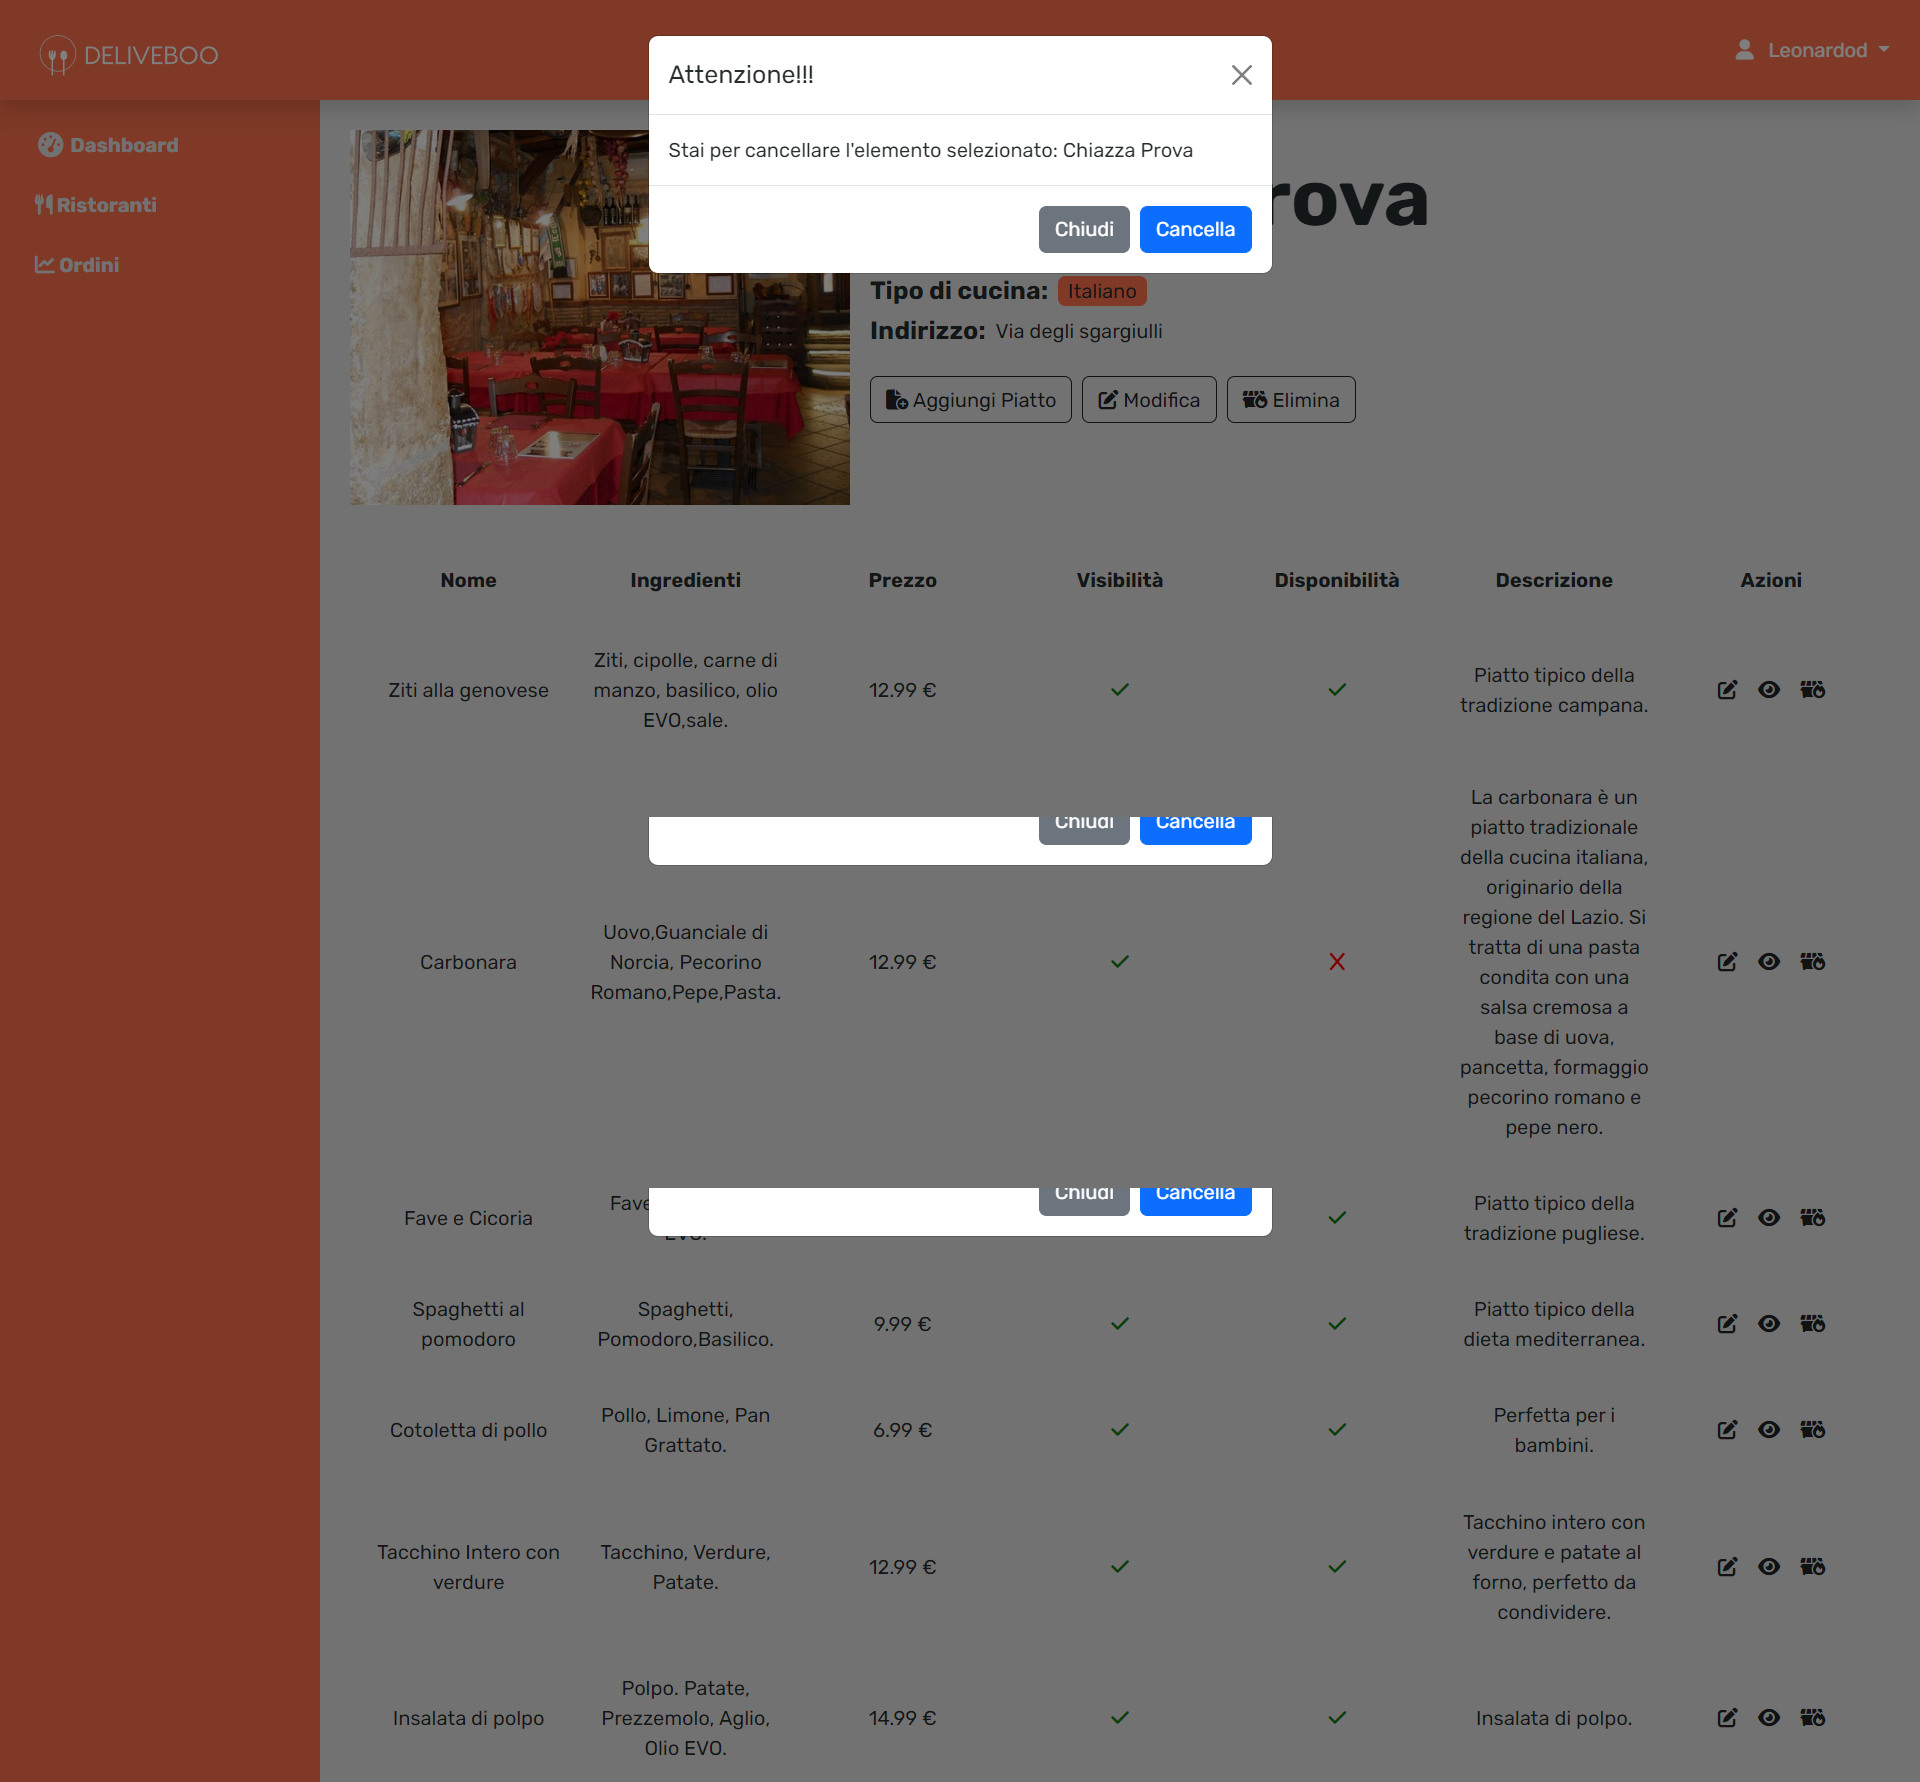 DELIVEBOO
Leonardod
Attenzione!!!
Stai per cancellare l'elemento selezionato: Chiazza Prova
Chiudi
Cancella
Dashboard
Ristoranti
Ordini
rova
Tipo di cucina: Italiano
Indirizzo: Via degli sgargiulli
Aggiungi Piatto
Modifica
Elimina
Nome
Ingredienti
Prezzo
Visibilità
Disponibilità
Descrizione
Azioni
Ziti alla genovese
Ziti, cipolle, carne di
manzo, basilico, olio
EVO,sale.
12.99 €
Piatto tipico della
tradizione campana.
Chiudi
Cancella
Carbonara
Uovo,Guanciale di
Norcia, Pecorino
Romano,Pepe,Pasta.
12.99 €
La carbonara è un
piatto tradizionale
della cucina italiana,
originario della
regione del Lazio. Si
tratta di una pasta
condita con una
salsa cremosa a
base di uova,
pancetta, formaggio
pecorino romano e
pepe nero.
Chiudi
Cancella
Fave e Cicoria
Fave
EVO.
Piatto tipico della
tradizione pugliese.
Spaghetti al
pomodoro
Spaghetti,
Pomodoro,Basilico.
9.99 €
Piatto tipico della
dieta mediterranea.
Cotoletta di pollo
Pollo, Limone, Pan
Grattato.
6.99 €
Perfetta per i
bambini.
Tacchino Intero con
verdure
Tacchino, Verdure,
Patate.
12.99 €
Tacchino intero con
verdure e patate al
forno, perfetto da
condividere.
Insalata di polpo
Polpo. Patate,
Prezzemolo, Aglio,
Olio EVO.
14.99 €
Insalata di polpo.